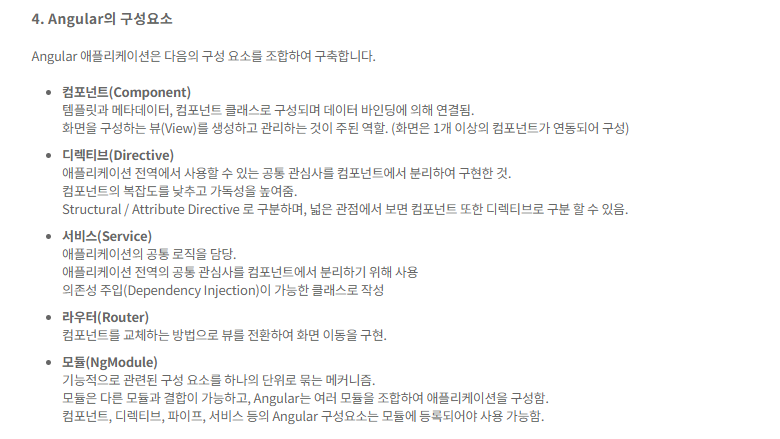 4. Angular의 구성요소
Angular 애플리케이션은 다음의 구성 요소를 조합하여 구축합니다.
• 컴포넌트(Component)
템플릿과 메타데이터, 컴포넌트 클래스로 구성되며 데이터 바인딩에 의해 연결됨.
화면을 구성하는 뷰(View)를 생성하고 관리하는 것이 주된 역할. (화면은 1개 이상의 컴포넌트가 연동되어 구성)
• 디렉티브(Directive)
애플리케이션 전역에서 사용할 수 있는 공통 관심사를 컴포넌트에서 분리하여 구현한 것.
컴포넌트의 복잡도를 낮추고 가독성을 높여줌.
Structural / Attribute Directive 로 구분하며, 넓은 관점에서 보면 컴포넌트 또한 디렉티브로 구분 할 수 있음.
• 서비스(Service)
애플리케이션의 공통 로직을 담당.
애플리케이션 전역의 공통 관심사를 컴포넌트에서 분리하기 위해 사용
의존성 주입(Dependency Injection)이 가능한 클래스로 작성
• 라우터(Router)
컴포넌트를 교체하는 방법으로 뷰를 전환하여 화면 이동을 구현.
• 모듈(NgModule)
기능적으로 관련된 구성 요소를 하나의 단위로 묶는 메커니즘.
모듈은 다른 모듈과 결합이 가능하고, Angular는 여러 모듈을 조합하여 애플리케이션을 구성함.
컴포넌트, 디렉티브, 파이프, 서비스 등의 Angular 구성요소는 모듈에 등록되어야 사용 가능함.